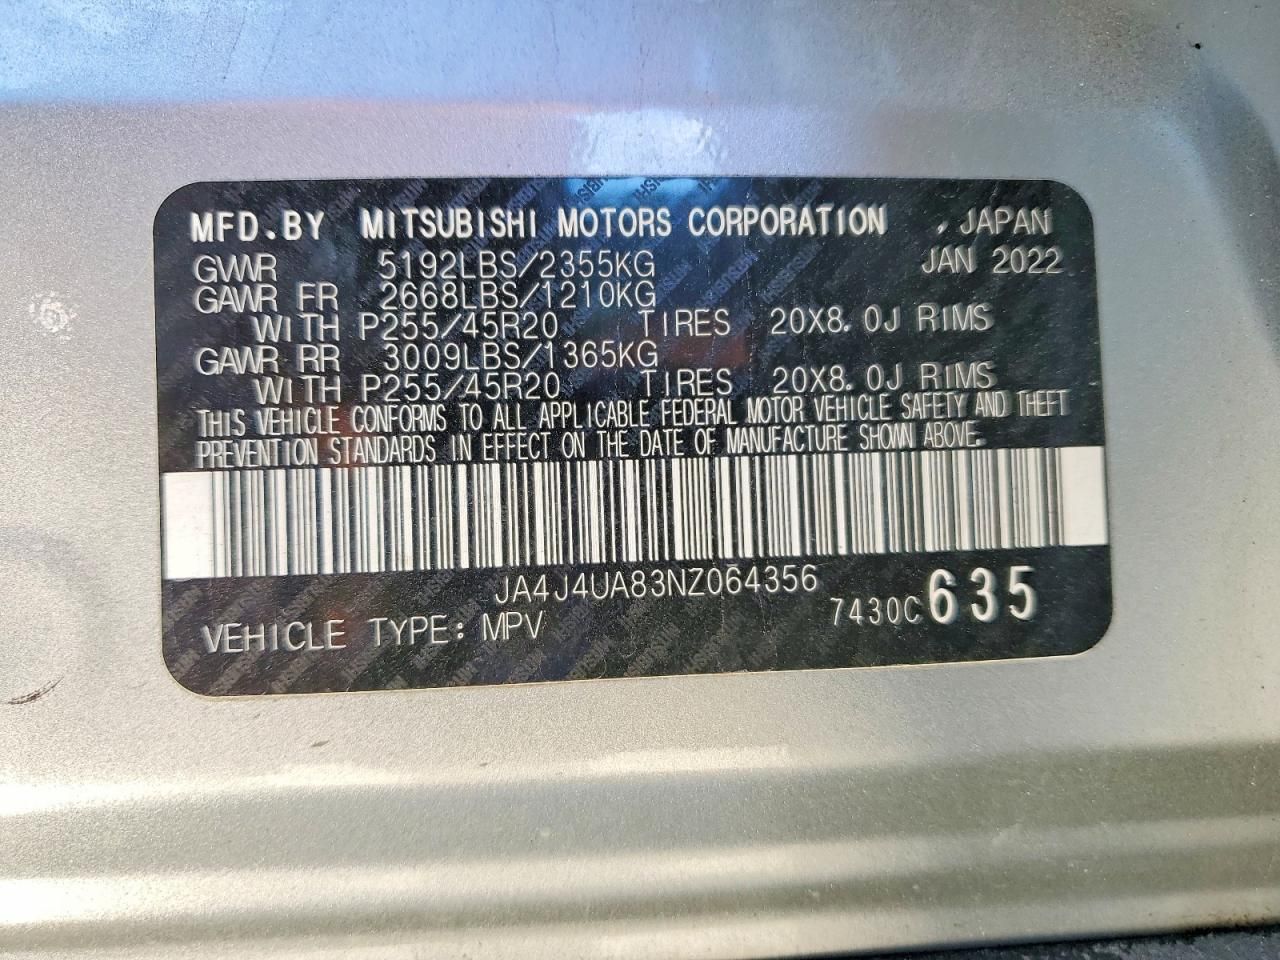 MFD.BY MITSUBISHI MOTORS CORPORATION , JAPAN
GVWR 5192LBS/2355KG JAN 2022
GAWR FR 2668LBS/1210KG
WITH P255/45R20 TIRES 20X8.0J RIMS
GAWR RR 3009LBS/1365KG
WITH P255/45R20 TIRES 20X8.0J RIMS
THIS VEHICLE CONFORMS TO ALL APPLICABLE FEDERAL MOTOR VEHICLE SAFETY AND THEFT
PREVENTION STANDARDS IN EFFECT ON THE DATE OF MANUFACTURE SHOWN ABOVE.
JA4J4UA83NZ064356
VEHICLE TYPE: MPV 7430C 635